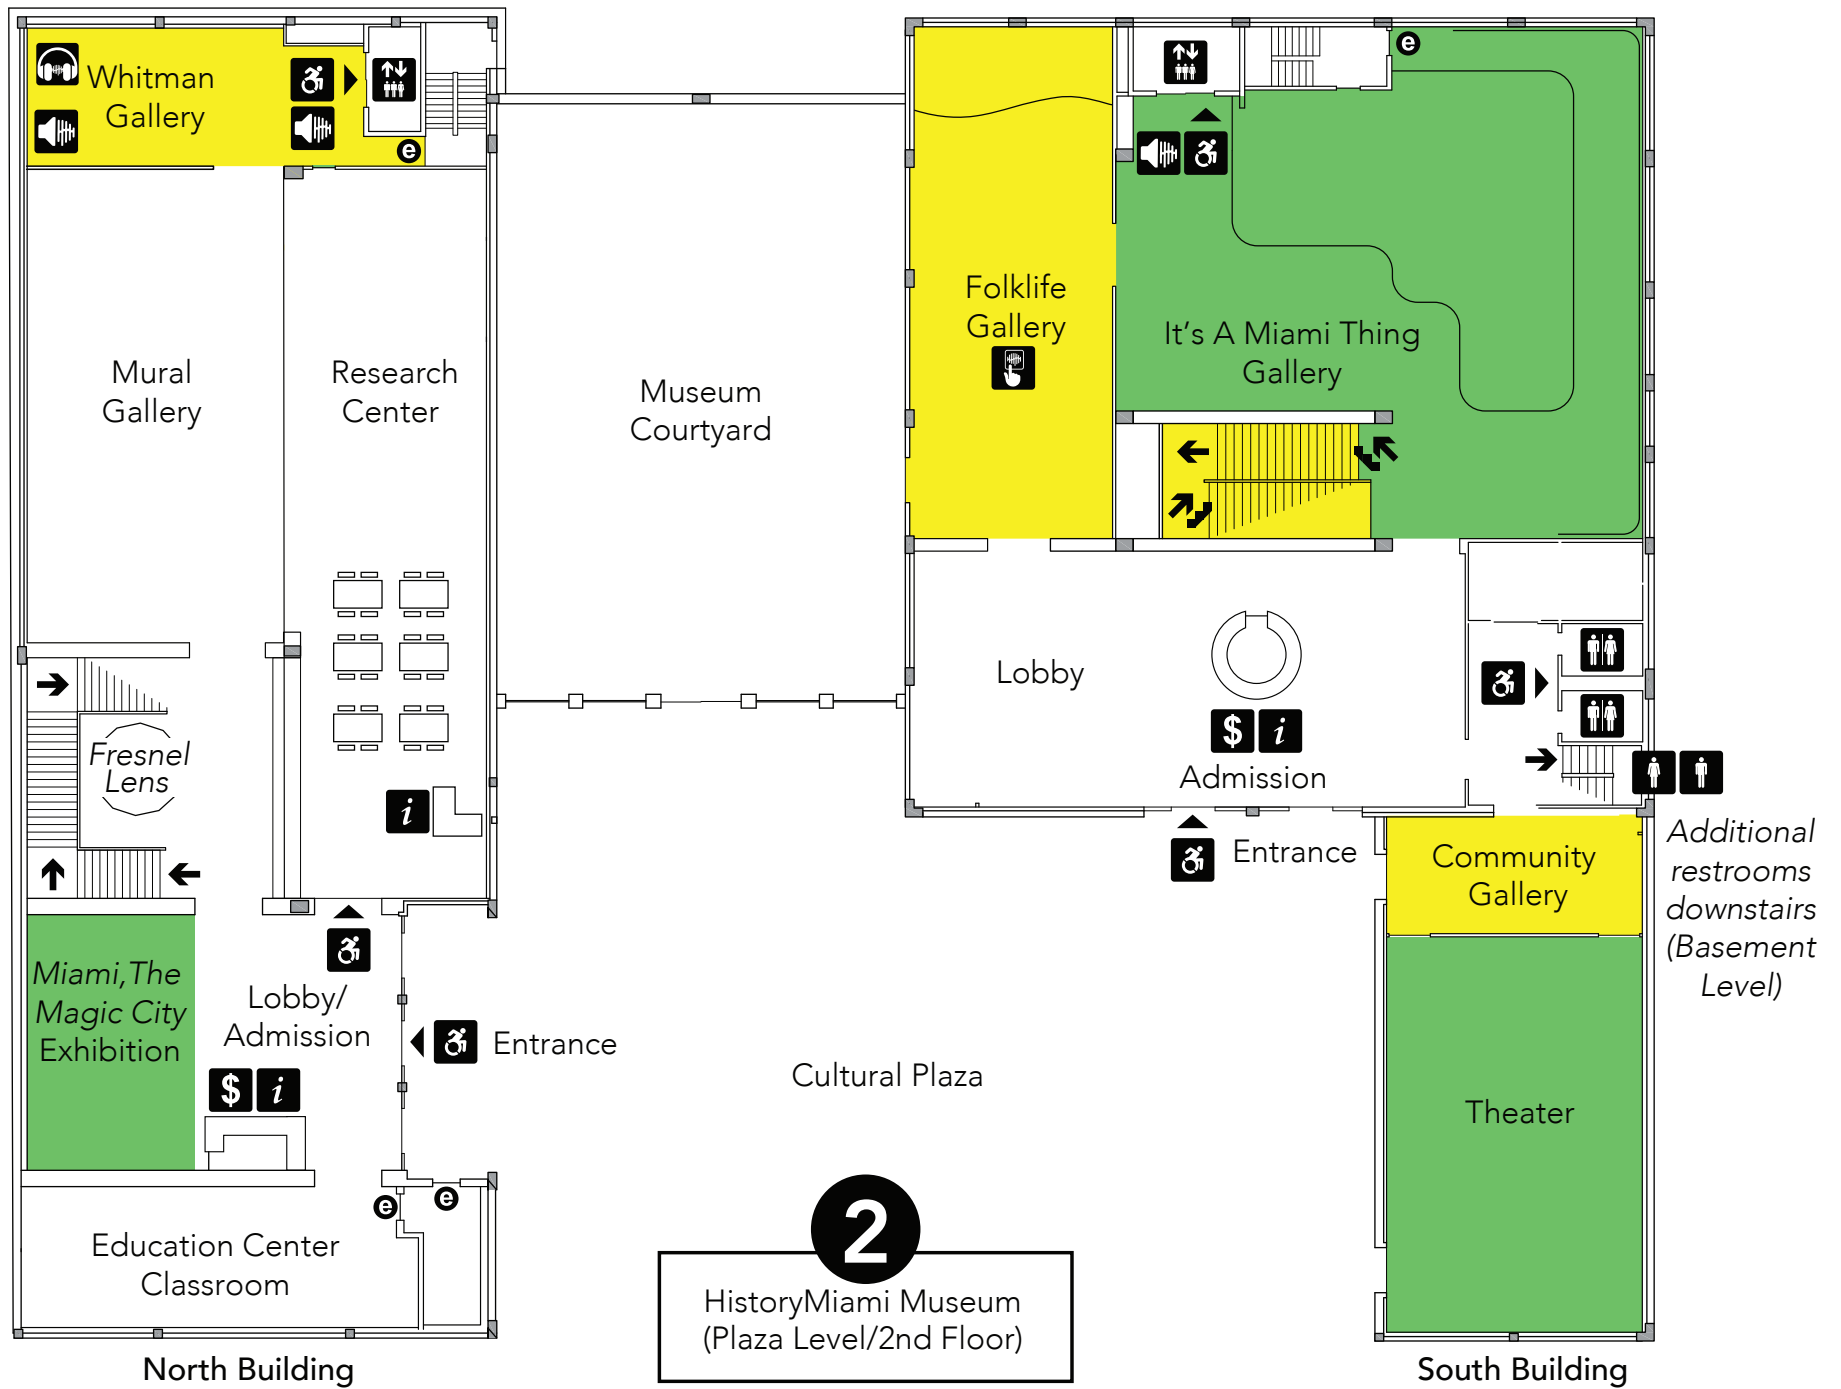 Whitman
Gallery
e
e
Folklife
Gallery
It's A Miami Thing
Gallery
Mural
Gallery
Research
Center
Museum
Courtyard
Lobby
$ i
Admission
Fresnel
Lens
i
Entrance
Additional
restrooms
downstairs
(Basement
Level)
Community
Gallery
Miami, The
Magic City
Exhibition
Lobby/
Admission
$ i
Entrance
Cultural Plaza
Theater
e
e
Education Center
Classroom
2
HistoryMiami Museum
(Plaza Level/2nd Floor)
North Building
South Building